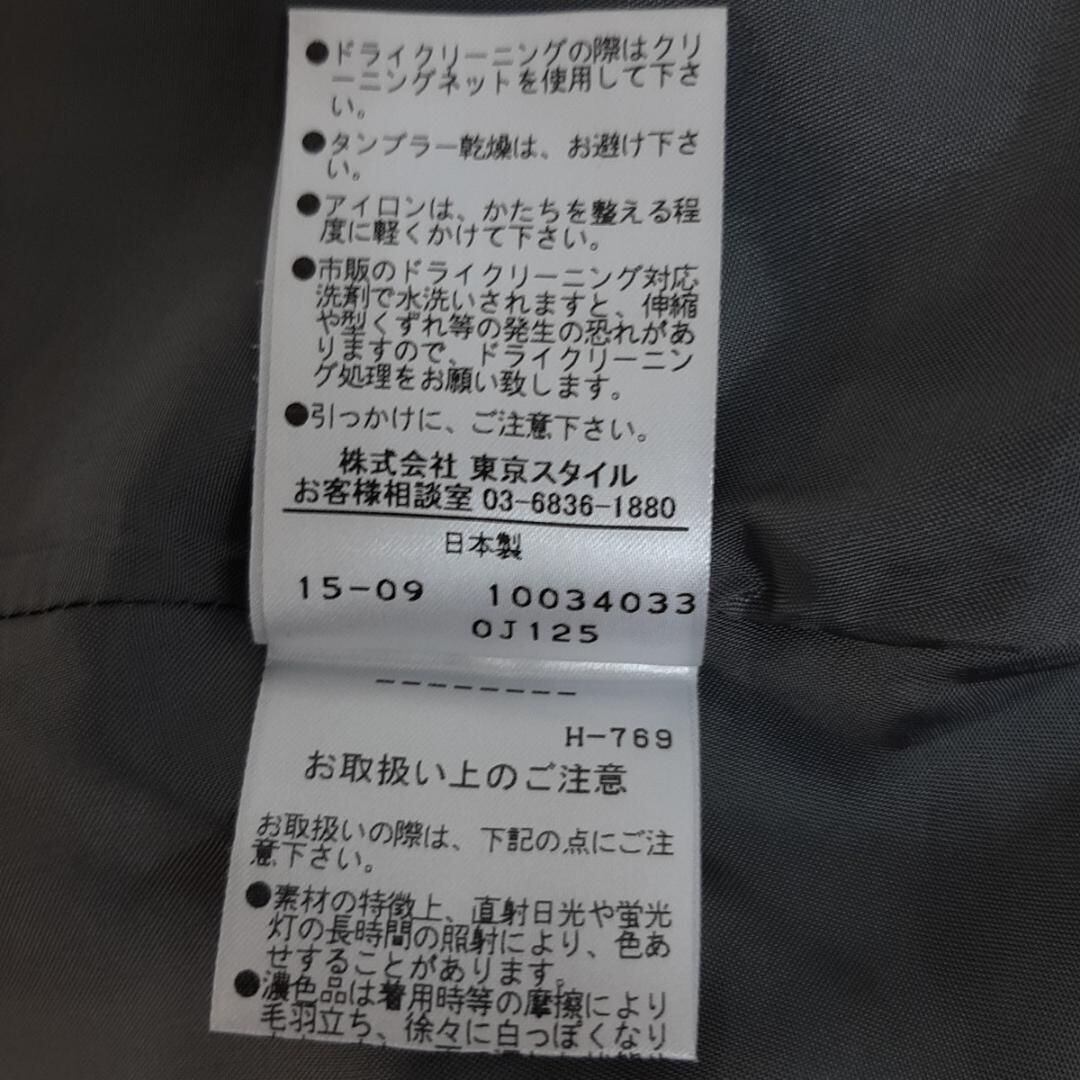 ●ドライクリーニングの際はクリ
ーニングネットを使用して下さ
い。
●タンブラー乾燥は、お避け下さ
い。
●アイロンは、かたちを整える程
度に軽くかけて下さい。
●市販のドライクリーニング対応
洗剤で水洗いされますと、伸縮
や型くずれ等の発生の恐れがあ
りますので、ドライクリーニン
グ処理をお願い致します。
●引っかけに、ご注意下さい。
株式会社 東京スタイル
お客様相談室 03-6836-1880
日本製
15-09 10034033
0J125
--------
H-769
お取扱い上のご注意
お取扱いの際は、下記の点にご注
意下さい。
●素材の特徴上、直射日光や蛍光
灯の長時間の照射により、色あ
せすることがあります。
●濃色品は着用時等の摩擦により
毛羽立ち、徐々に白っぽくなり